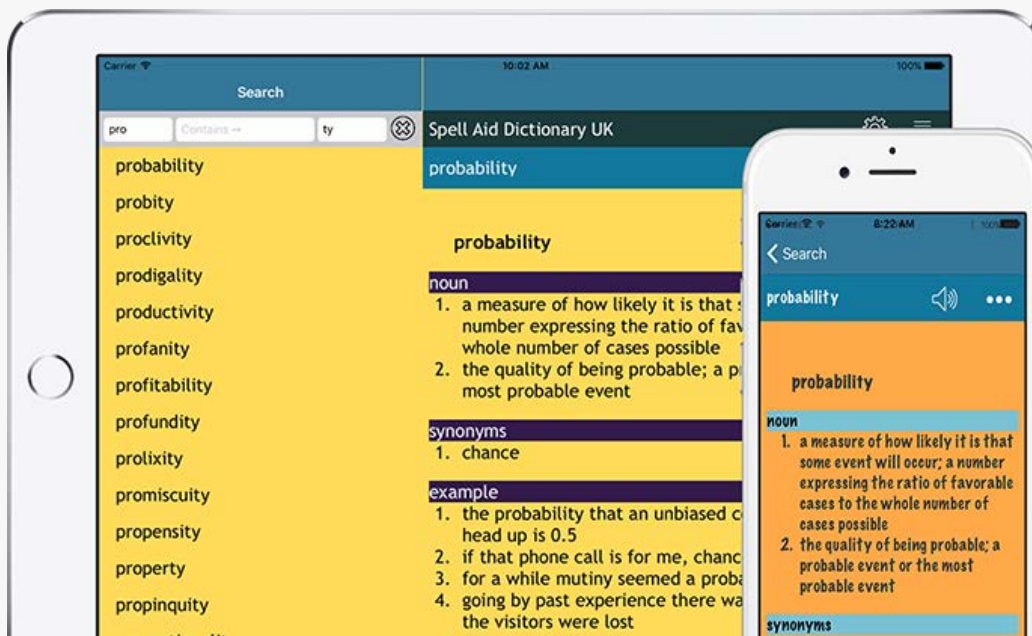 Carrier
10:02 AM
100%
Search
pro
Contains
ty
Spell Aid Dictionary UK
probability
probity
proclivity
prodigality
productivity
profanity
profitability
profundity
prolixity
promiscuity
propensity
property
propinquity
probability
probability
noun
1. a measure of how likely it is that
number expressing the ratio of
whole number of cases possible
2. the quality of being probable; a
most probable event
synonyms
1. chance
example
1. the probability that an unbiased
head up is 0.5
2. if that phone call is for me,
3. for a while mutiny seemed a
4. going by past experience there
the visitors were lost
8:22 AM
Search
probability
probability
noun
1. a measure of how likely it is that
some event will occur; a number
expressing the ratio of favorable
cases to the whole number of
cases possible
2. the quality of being probable; a
probable event or the most
probable event
synonyms